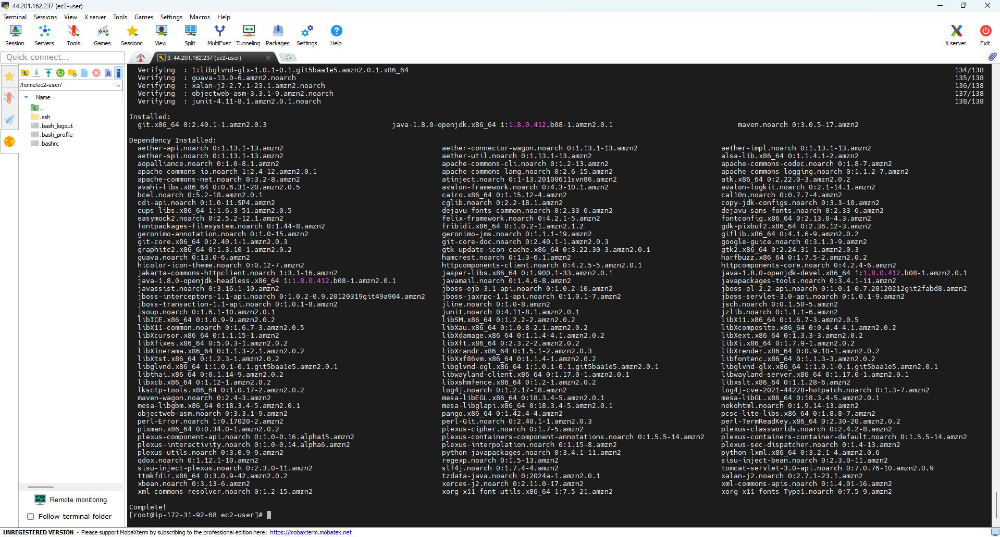 44.201.162.237 (ec2-user)
Terminal Sessions View X server Tools Games Settings Macros Help
Session Servers Tools Games Sessions View Split MultiExec Tunneling Packages Settings Help X server Exit
Quick connect...
3. 44.201.162.237 (ec2-user)
/home/ec2-user/
Name
..
.ssh
.bash_logout
.bash_profile
.bashrc
Remote monitoring
Follow terminal folder
Verifying : 1:libglvnd-glx-1.0.1-0.1.git5baa1e5.amzn2.0.1.x86_64 134/138
Verifying : guava-13.0-6.amzn2.noarch 135/138
Verifying : xalan-j2-2.7.1-23.1.amzn2.noarch 136/138
Verifying : objectweb-asm-3.3.1-9.amzn2.noarch 137/138
Verifying : junit-4.11-8.1.amzn2.0.1.noarch 138/138
Installed:
git.x86_64 0:2.40.1-1.amzn2.0.3 java-1.8.0-openjdk.x86_64 1:1.8.0.412.b08-1.amzn2.0.1 maven.noarch 0:3.0.5-17.amzn2
Dependency Installed:
aether-api.noarch 0:1.13.1-13.amzn2 aether-connector-wagon.noarch 0:1.13.1-13.amzn2 aether-impl.noarch 0:1.13.1-13.amzn2
aether-spi.noarch 0:1.13.1-13.amzn2 aether-util.noarch 0:1.13.1-13.amzn2 alsa-lib.x86_64 0:1.1.4.1-2.amzn2
aopalliance.noarch 0:1.0-8.1.amzn2 apache-commons-cli.noarch 0:1.2-13.amzn2 apache-commons-codec.noarch 0:1.8-7.amzn2
apache-commons-io.noarch 1:2.4-12.amzn2.0.1 apache-commons-lang.noarch 0:2.6-15.amzn2 apache-commons-logging.noarch 0:1.1.2-7.amzn2
apache-commons-net.noarch 0:3.2-8.amzn2 atinject.noarch 0:1-13.20100611svn86.amzn2 atk.x86_64 0:2.22.0-3.amzn2.0.2
avahi-libs.x86_64 0:0.6.31-20.amzn2.0.5 avalon-framework.noarch 0:4.3-10.1.amzn2 avalon-logkit.noarch 0:2.1-14.1.amzn2
bcel.noarch 0:5.2-18.amzn2.0.1 cairo.x86_64 0:1.15.12-4.amzn2 cal10n.noarch 0:0.7.7-4.amzn2
cdi-api.noarch 0:1.0-11.SP4.amzn2 cglib.noarch 0:2.2-18.1.amzn2 copy-jdk-configs.noarch 0:3.3-10.amzn2
cups-libs.x86_64 1:1.6.3-51.amzn2.0.5 dejavu-fonts-common.noarch 0:2.33-6.amzn2 dejavu-sans-fonts.noarch 0:2.33-6.amzn2
easymock2.noarch 0:2.5.2-12.1.amzn2 felix-framework.noarch 0:4.2.1-5.amzn2 fontconfig.x86_64 0:2.13.0-4.3.amzn2
fontpackages-filesystem.noarch 0:1.44-8.amzn2 fribidi.x86_64 0:1.0.2-1.amzn2.1.2 gdk-pixbuf2.x86_64 0:2.36.12-3.amzn2
geronimo-annotation.noarch 0:1.0-15.amzn2 geronimo-jms.noarch 0:1.1.1-19.amzn2 giflib.x86_64 0:4.1.6-9.amzn2.0.2
git-core.x86_64 0:2.40.1-1.amzn2.0.3 git-core-doc.noarch 0:2.40.1-1.amzn2.0.3 google-guice.noarch 0:3.1.3-9.amzn2
graphite2.x86_64 0:1.3.10-1.amzn2.0.2 gtk-update-icon-cache.x86_64 0:3.22.30-3.amzn2.0.1 gtk2.x86_64 0:2.24.31-1.amzn2.0.3
guava.noarch 0:13.0-6.amzn2 hamcrest.noarch 0:1.3-6.1.amzn2 harfbuzz.x86_64 0:1.7.5-2.amzn2.0.2
hicolor-icon-theme.noarch 0:0.12-7.amzn2 httpcomponents-client.noarch 0:4.2.5-5.amzn2.0.1 httpcomponents-core.noarch 0:4.2.4-6.amzn2
jakarta-commons-httpclient.noarch 1:3.1-16.amzn2 jasper-libs.x86_64 0:1.900.1-33.amzn2.0.1 java-1.8.0-openjdk-devel.x86_64 1:1.8.0.412.b08-1.amzn2.0.1
java-1.8.0-openjdk-headless.x86_64 1:1.8.0.412.b08-1.amzn2.0.1 javamail.noarch 0:1.4.6-8.amzn2 javapackages-tools.noarch 0:3.4.1-11.amzn2
javassist.noarch 0:3.16.1-10.amzn2 jboss-ejb-3.1-api.noarch 0:1.0.2-10.amzn2 jboss-el-2.2-api.noarch 0:1.0.1-0.7.20120212git2fabd8.amzn2
jboss-interceptors-1.1-api.noarch 0:1.0.2-0.9.20120319git49a904.amzn2 jboss-jaxrpc-1.1-api.noarch 0:1.0.1-7.amzn2 jboss-servlet-3.0-api.noarch 0:1.0.1-9.amzn2
jboss-transaction-1.1-api.noarch 0:1.0.1-8.amzn2 jline.noarch 0:1.0-8.amzn2 jsch.noarch 0:0.1.50-5.amzn2
jsoup.noarch 0:1.6.1-10.amzn2.0.1 junit.noarch 0:4.11-8.1.amzn2.0.1 jzlib.noarch 0:1.1.1-6.amzn2
libICE.x86_64 0:1.0.9-9.amzn2.0.2 libSM.x86_64 0:1.2.2-2.amzn2.0.2 libX11.x86_64 0:1.6.7-3.amzn2.0.5
libX11-common.noarch 0:1.6.7-3.amzn2.0.5 libXau.x86_64 0:1.0.8-2.1.amzn2.0.2 libXcomposite.x86_64 0:0.4.4-4.1.amzn2.0.2
libXcursor.x86_64 0:1.1.15-1.amzn2 libXdamage.x86_64 0:1.1.4-4.1.amzn2.0.2 libXext.x86_64 0:1.3.3-3.amzn2.0.2
libXfixes.x86_64 0:5.0.3-1.amzn2.0.2 libXft.x86_64 0:2.3.2-2.amzn2.0.2 libXi.x86_64 0:1.7.9-1.amzn2.0.2
libXinerama.x86_64 0:1.1.3-2.1.amzn2.0.2 libXrandr.x86_64 0:1.5.1-2.amzn2.0.3 libXrender.x86_64 0:0.9.10-1.amzn2.0.2
libXtst.x86_64 0:1.2.3-1.amzn2.0.2 libXxf86vm.x86_64 0:1.1.4-1.amzn2.0.2 libfontenc.x86_64 0:1.1.3-3.amzn2.0.2
libglvnd.x86_64 1:1.0.1-0.1.git5baa1e5.amzn2.0.1 libglvnd-egl.x86_64 1:1.0.1-0.1.git5baa1e5.amzn2.0.1 libglvnd-glx.x86_64 1:1.0.1-0.1.git5baa1e5.amzn2.0.1
libthai.x86_64 0:0.1.14-9.amzn2.0.2 libwayland-client.x86_64 0:1.17.0-1.amzn2.0.1 libwayland-server.x86_64 0:1.17.0-1.amzn2.0.1
libxcb.x86_64 0:1.12-1.amzn2.0.2 libxshmfence.x86_64 0:1.2-1.amzn2.0.2 libxslt.x86_64 0:1.1.28-6.amzn2
lksctp-tools.x86_64 0:1.0.17-2.amzn2.0.2 log4j.noarch 0:1.2.17-18.amzn2 log4j-cve-2021-44228-hotpatch.noarch 0:1.3-7.amzn2
maven-wagon.noarch 0:2.4-3.amzn2 mesa-libEGL.x86_64 0:18.3.4-5.amzn2.0.1 mesa-libGL.x86_64 0:18.3.4-5.amzn2.0.1
mesa-libgbm.x86_64 0:18.3.4-5.amzn2.0.1 mesa-libglapi.x86_64 0:18.3.4-5.amzn2.0.1 nekohtml.noarch 0:1.9.14-13.amzn2
objectweb-asm.noarch 0:3.3.1-9.amzn2 pango.x86_64 0:1.42.4-4.amzn2 pcsc-lite-libs.x86_64 0:1.8.8-7.amzn2
perl-Error.noarch 1:0.17020-2.amzn2 perl-Git.noarch 0:2.40.1-1.amzn2.0.3 perl-TermReadKey.x86_64 0:2.30-20.amzn2.0.2
pixman.x86_64 0:0.34.0-1.amzn2.0.2 plexus-cipher.noarch 0:1.7-5.amzn2 plexus-classworlds.noarch 0:2.4.2-8.amzn2
plexus-component-api.noarch 0:1.0-0.16.alpha15.amzn2 plexus-containers-component-annotations.noarch 0:1.5.5-14.amzn2 plexus-containers-container-default.noarch 0:1.5.5-14.amzn2
plexus-interactivity.noarch 0:1.0-0.14.alpha6.amzn2 plexus-interpolation.noarch 0:1.15-8.amzn2 plexus-sec-dispatcher.noarch 0:1.4-13.amzn2
plexus-utils.noarch 0:3.0.9-9.amzn2 python-javapackages.noarch 0:3.4.1-11.amzn2 python-lxml.x86_64 0:3.2.1-4.amzn2.0.6
qdox.noarch 0:1.12.1-10.amzn2 regexp.noarch 0:1.5-13.amzn2 sisu-inject-bean.noarch 0:2.3.0-11.amzn2
sisu-inject-plexus.noarch 0:2.3.0-11.amzn2 slf4j.noarch 0:1.7.4-4.amzn2 tomcat-servlet-3.0-api.noarch 0:7.0.76-10.amzn2.0.9
ttmkfdir.x86_64 0:3.0.9-42.amzn2.0.2 tzdata-java.noarch 0:2024a-1.amzn2.0.1 xalan-j2.noarch 0:2.7.1-23.1.amzn2
xbean.noarch 0:3.13-6.amzn2 xerces-j2.noarch 0:2.11.0-17.amzn2 xml-commons-apis.noarch 0:1.4.01-16.amzn2
xml-commons-resolver.noarch 0:1.2-15.amzn2 xorg-x11-font-utils.x86_64 1:7.5-21.amzn2 xorg-x11-fonts-Type1.noarch 0:7.5-9.amzn2
Complete!
[root@ip-172-31-92-68 ec2-user]#
UNREGISTERED VERSION - Please support MobaXterm by subscribing to the professional edition here: https://mobaxterm.mobatek.net